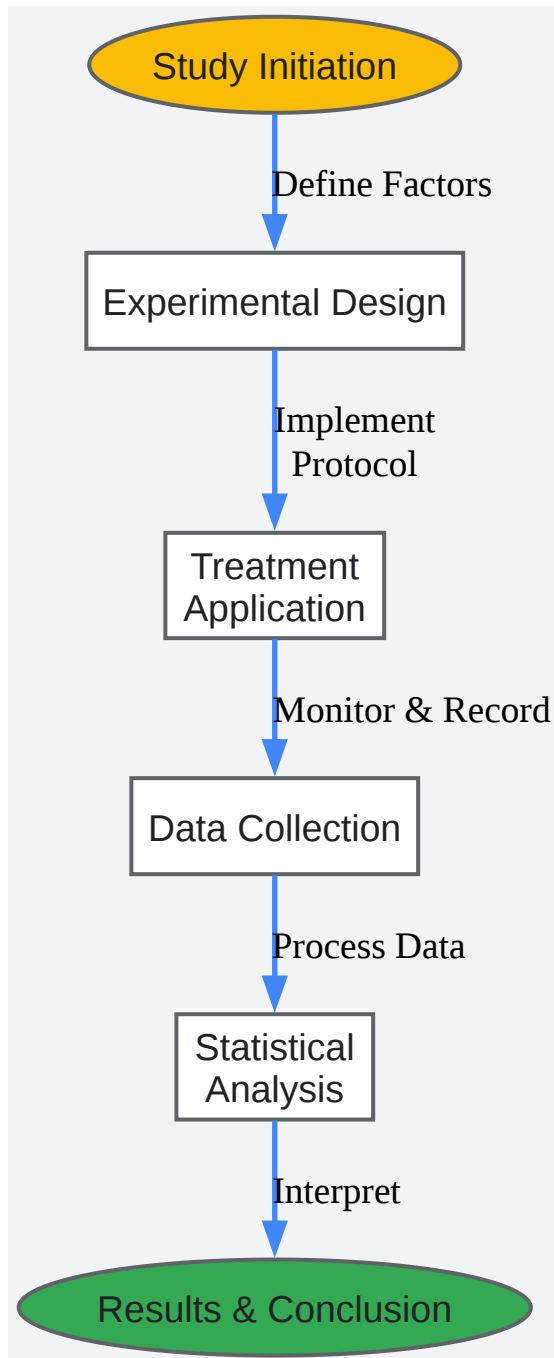 Study Initiation
Define Factors
Experimental Design
Implement
Protocol
Treatment
Application
Monitor & Record
Data Collection
Process Data
Statistical
Analysis
Interpret
Results & Conclusion